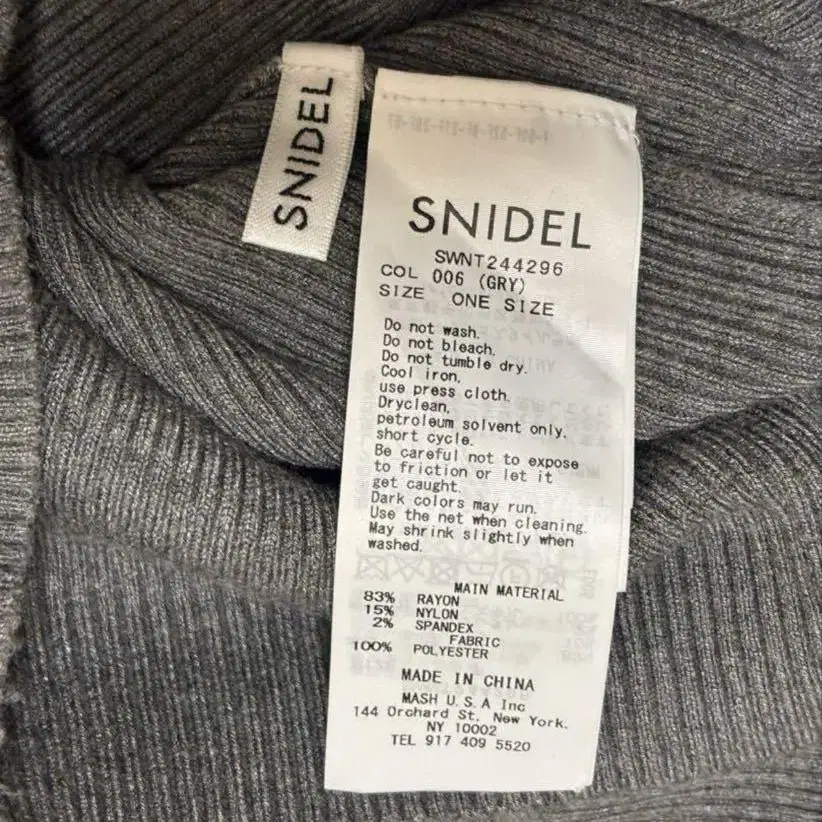 SNIDEL
SNIDEL
SWNT244296
COL 006 (GRY)
SIZE ONE SIZE
Do not wash.
Do not bleach.
Do not tumble dry.
Cool iron,
use press cloth.
Dryclean,
petroleum solvent only.
short cycle.
Be careful not to expose
to friction or let it
get caught.
Dark colors may run.
Use the net when cleaning.
May shrink slightly when
washed.
MAIN MATERIAL
83% RAYON
15% NYLON
2% SPANDEX
FABRIC
100% POLYESTER
MADE IN CHINA
MASH U.S.A Inc
144 Orchard St. New York.
NY 10002
TEL 917 409 5520